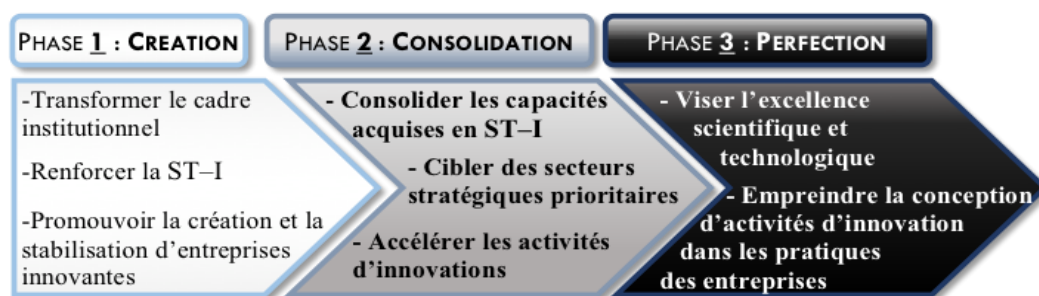 PHASE 1 : CREATION
-Transformer le cadre
institutionnel
-Renforcer la ST–I
-Promouvoir la création et la
stabilisation d’entreprises
innovantes
PHASE 2 : CONSOLIDATION
- Consolider les capacités
acquises en ST–I
- Cibler des secteurs
stratégiques prioritaires
- Accélérer les activités
d’innovations
PHASE 3 : PERFECTION
- Viser l’excellence
scientifique et
technologique
- Empreindre la conception
d’activités d’innovation
dans les pratiques
des entreprises